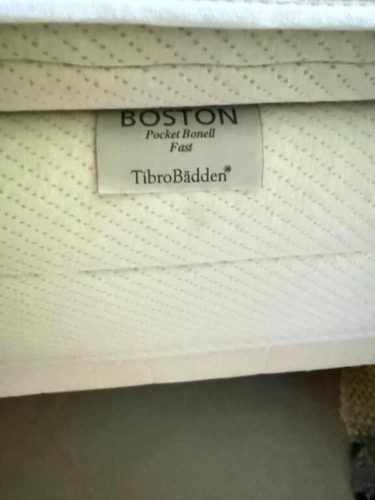 BOSTON
Pocket Bonell
Fast
TibroBädden®